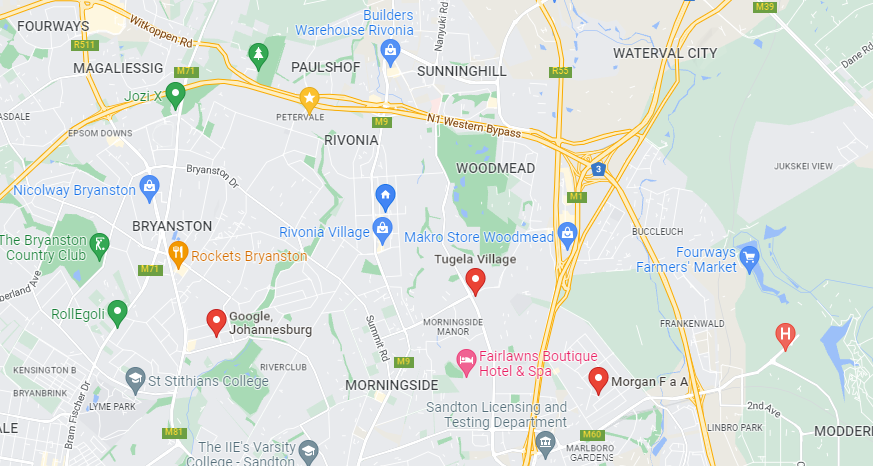 Builders
Warehouse Rivonia
M39
FOURWAYS
Witkoppen Rd
Nanyuki Rd
R511
WATERVAL CITY
Dane Rd
MAGALIESSIG
M71
PAULSHOF
SUNNINGHILL
R55
Jozi X
ASDALE
PETERVALE
M9
N1 Western Bypass
EPSOM DOWNS
RIVONIA
Bryanston Dr
WOODMEAD
3
JUKSKEI VIEW
Nicolway Bryanston
M1
BRYANSTON
Rivonia Village
Makro Store Woodmead
BUCCLEUCH
The Bryanston
Country Club
Rockets Bryanston
Tugela Village
Fourways
Farmers' Market
M71
berland Ave
RollEgoli
Google,
Johannesburg
MORNINGSIDE
MANOR
FRANKENWALD
H
Summit Rd
Fairlawns Boutique
Hotel & Spa
M9
RIVERCLUB
KENSINGTON B
St Stithians College
MORNINGSIDE
Morgan F a A
BRYANBRINK
LYME PARK
Bram Fischer Dr
Sandton Licensing and
Testing Department
2nd Ave
ALE
M81
M60
LINBRO PARK
MODDER
The IIE's Varsity
College - Sandton
MARLBORO
GARDENS